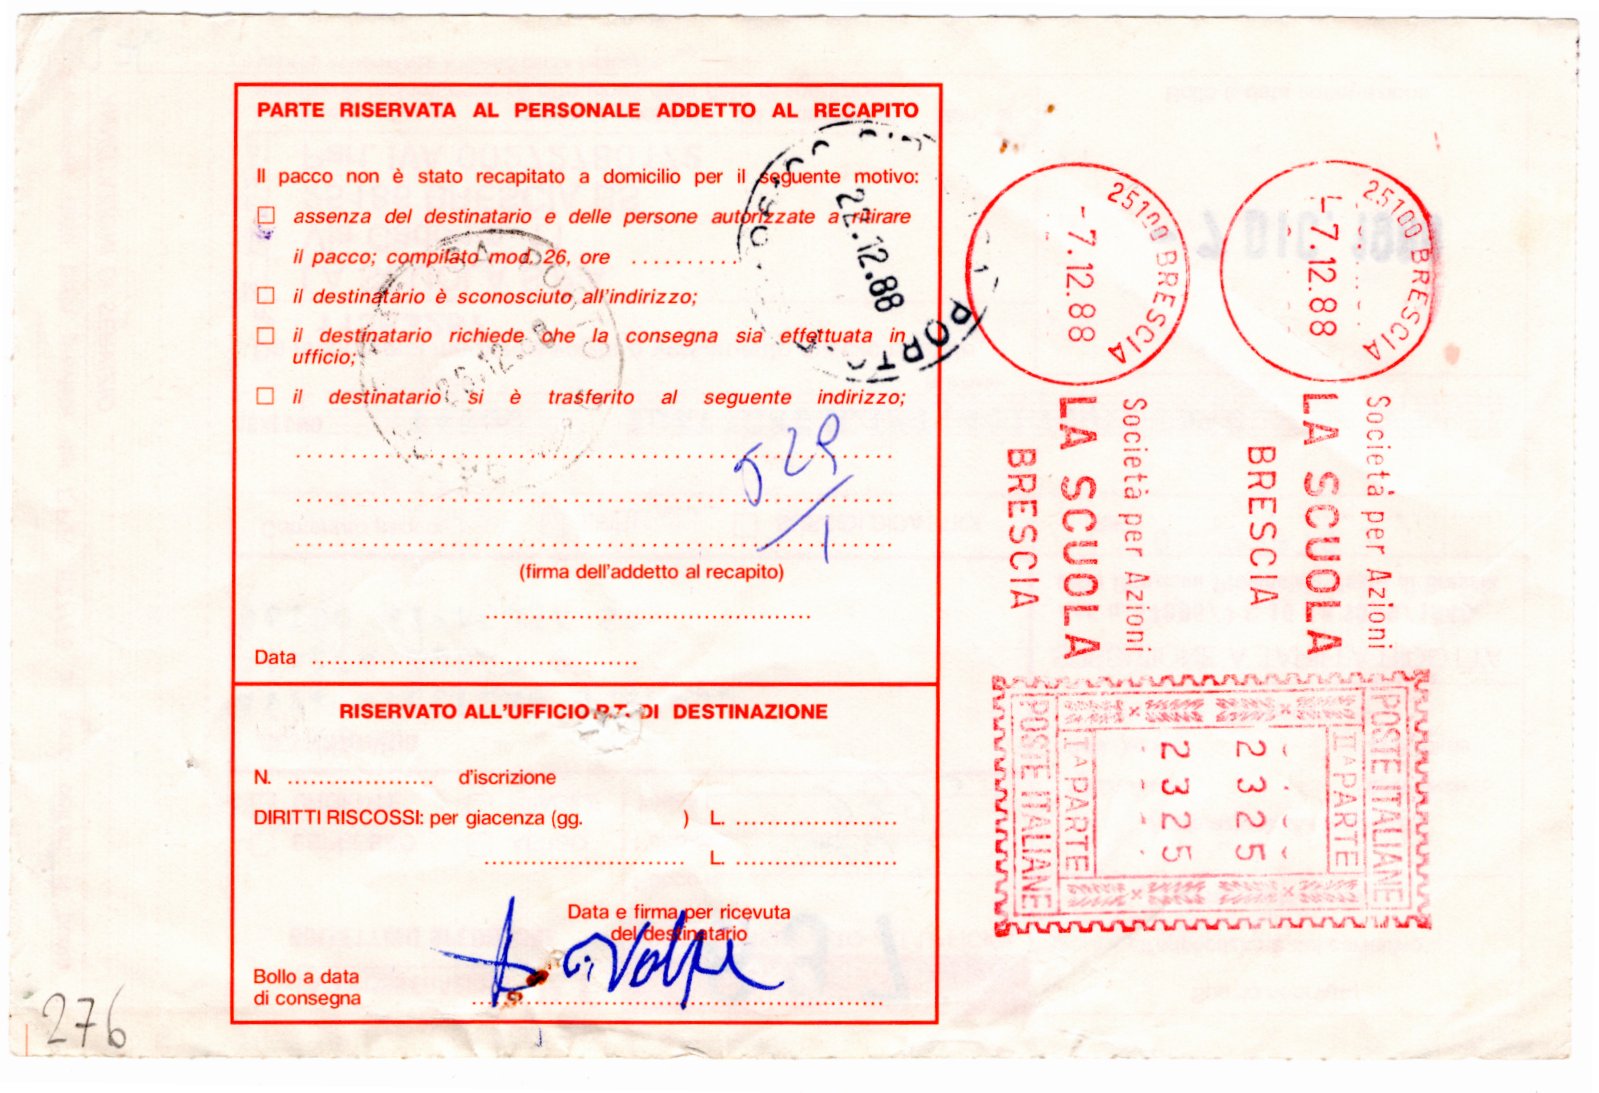 PARTE RISERVATA AL PERSONALE ADDETTO AL RECAPITO
Il pacco non è stato recapitato a domicilio per il seguente motivo:
assenza del destinatario e delle persone autorizzate a ritirare
il pacco; compilato mod. 26, ore ..............
il destinatario è sconosciuto all'indirizzo;
il destinatario richiede che la consegna sia effettuata in
ufficio;
il destinatario si è trasferito al seguente indirizzo;
529
1
(firma dell'addetto al recapito)
Data
RISERVATO ALL'UFFICIO P.T. DI DESTINAZIONE
N. .................. d'iscrizione
DIRITTI RISCOSSI: per giacenza (gg. ) L.
L.
Data e firma per ricevuta
del destinatario
Bollo a data
di consegna
276
22.12.88
PORTO
25100 BRESCIA
-7.12.88
Società per Azioni
LA SCUOLA
BRESCIA
POSTE ITALIANE
IA PARTE
2325
25100 BRESCIA
-7.12.88
Società per Azioni
LA SCUOLA
BRESCIA
2325
IIA PARTE
POSTE ITALIANE